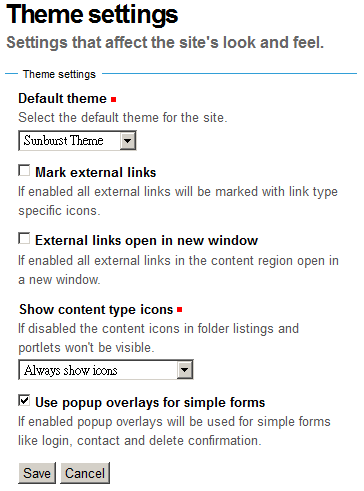 Theme settings
Settings that affect the site's look and feel.
Theme settings
Default theme
Select the default theme for the site.
Sunburst Theme
Mark external links
If enabled all external links will be marked with link type
specific icons.
External links open in new window
If enabled all external links in the content region open in
a new window.
Show content type icons
If disabled the content icons in folder listings and
portlets won't be visible.
Always show icons
Use popup overlays for simple forms
If enabled popup overlays will be used for simple forms
like login, contact and delete confirmation.
Save Cancel